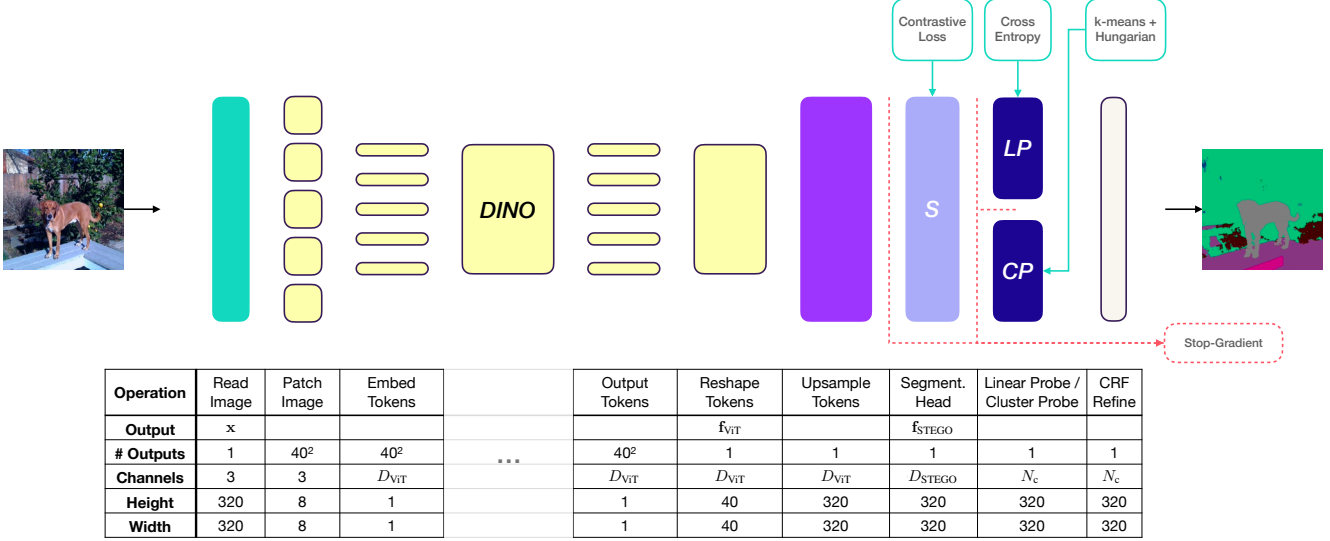 Contrastive
Loss
Cross
Entropy
k-means +
Hungarian
DINO
S
LP
CP
Stop-Gradient
Operation Read Image Patch Image Embed Tokens Output Tokens Reshape Tokens Upsample Tokens Segment. Head Linear Probe / Cluster Probe CRF Refine
Output x f_ViT f_STEGO
# Outputs 1 40² 40² ... 40² 1 1 1 1 1
Channels 3 3 D_ViT D_ViT D_ViT D_ViT D_STEGO N_c N_c
Height 320 8 1 1 40 320 320 320 320
Width 320 8 1 1 40 320 320 320 320